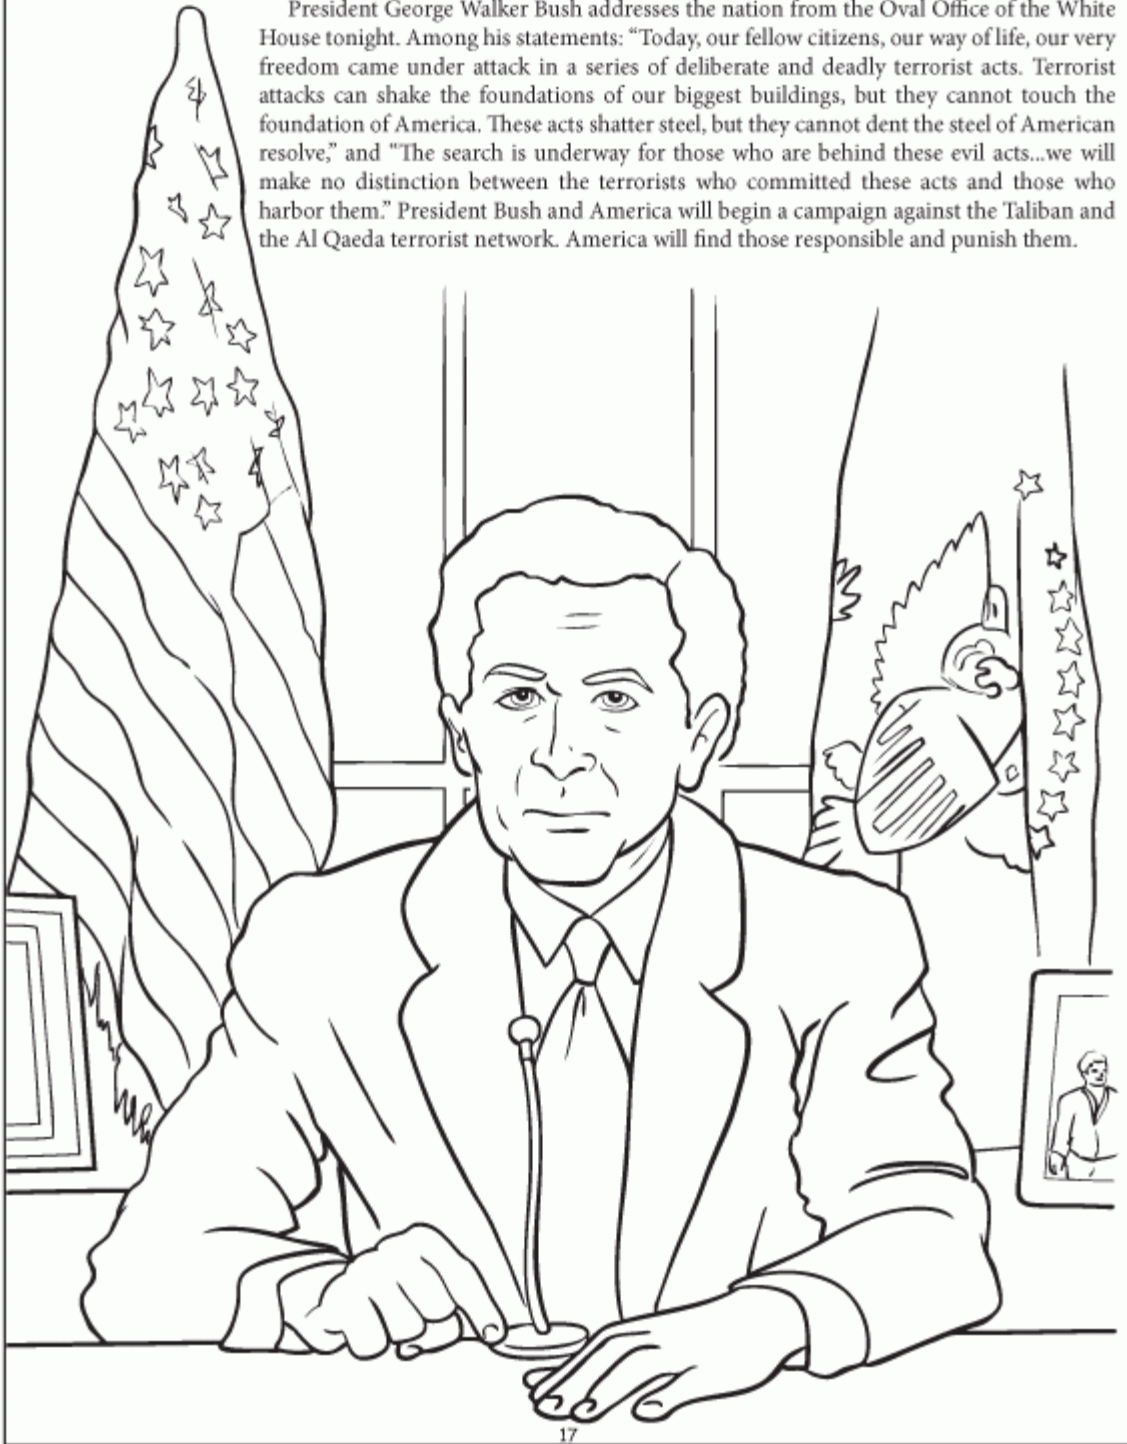 President George Walker Bush addresses the nation from the Oval Office of the White
House tonight. Among his statements: “Today, our fellow citizens, our way of life, our very
freedom came under attack in a series of deliberate and deadly terrorist acts. Terrorist
attacks can shake the foundations of our biggest buildings, but they cannot touch the
foundation of America. These acts shatter steel, but they cannot dent the steel of American
resolve,” and “The search is underway for those who are behind these evil acts...we will
make no distinction between the terrorists who committed these acts and those who
harbor them.” President Bush and America will begin a campaign against the Taliban and
the Al Qaeda terrorist network. America will find those responsible and punish them.
17